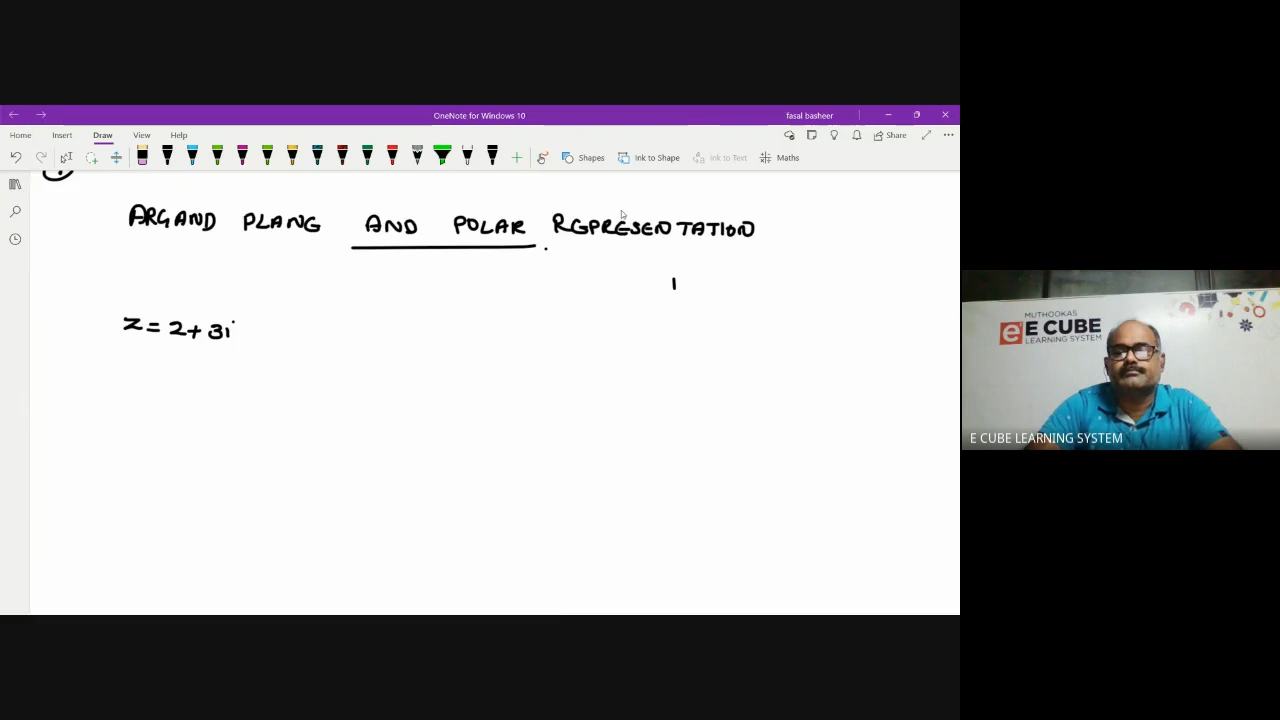 OneNote for Windows 10
fasal basheer
Home Insert Draw View Help
Share
Shapes Ink to Shape Ink to Text Maths
ARGAND PLANG AND POLAR REPRESENTATION
z = 2 + 3i
MUTHOOKAS
e E CUBE
LEARNING SYSTEM
E CUBE LEARNING SYSTEM